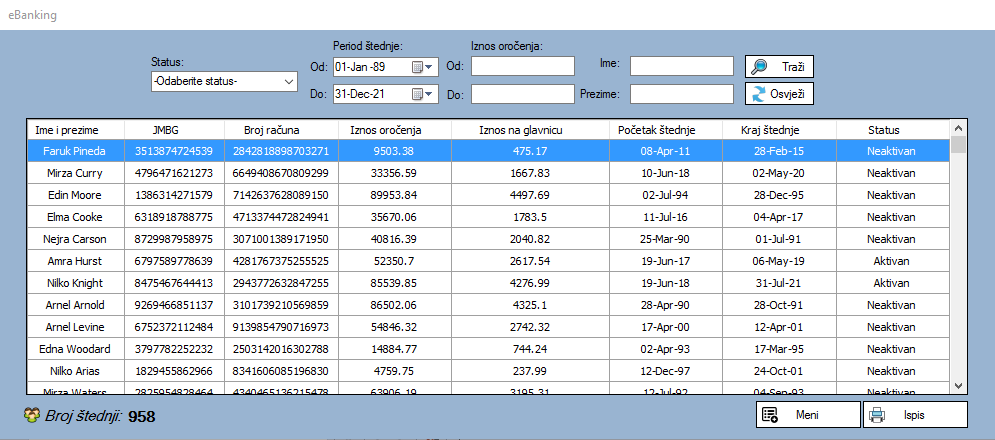 eBanking
Period štednje: Iznos oročenja:
Status: Od: 01-Jan -89 Od: Ime: Traži
-Odaberite status- Do: 31-Dec-21 Do: Prezime: Osvježi
Ime i prezime JMBG Broj računa Iznos oročenja Iznos na glavnicu Početak štednje Kraj štednje Status
Faruk Pineda 3513874724539 2842818898703271 9503.38 475.17 08-Apr-11 28-Feb-15 Neaktivan
Mirza Curry 4796471621273 6649408670809299 33356.59 1667.83 10-Jun-18 02-May-20 Neaktivan
Edin Moore 1386314271579 7142637628089150 89953.84 4497.69 02-Jul-94 28-Dec-95 Neaktivan
Elma Cooke 6318918788775 4713374472824941 35670.06 1783.5 11-Jul-16 04-Apr-17 Neaktivan
Nejra Carson 8729987958975 3071001389171950 40816.39 2040.82 25-Mar-90 01-Jul-91 Neaktivan
Amra Hurst 6797589778639 4281767375255525 52350.7 2617.54 19-Jun-17 06-May-19 Aktivan
Nilko Knight 8475467644413 2943772632847255 85539.85 4276.99 19-Jun-18 31-Jul-21 Aktivan
Arnel Arnold 9269466851137 3101739210569859 86502.06 4325.1 28-Apr-90 28-Oct-91 Neaktivan
Arnel Levine 6752372112484 9139854790716973 54846.32 2742.32 17-Apr-00 12-Apr-01 Neaktivan
Edna Woodard 3797782252232 2503142016302788 14884.77 744.24 02-Apr-93 17-Mar-95 Neaktivan
Nilko Arias 1829455862966 8341606085196830 4759.75 237.99 12-Dec-97 24-Oct-01 Neaktivan
Mirza Waters 2825954828464 4340465136215478 63906.19 3195.31 12-Jul-92 04-Sep-93 Neaktivan
Broj štednji: 958 Meni Ispis